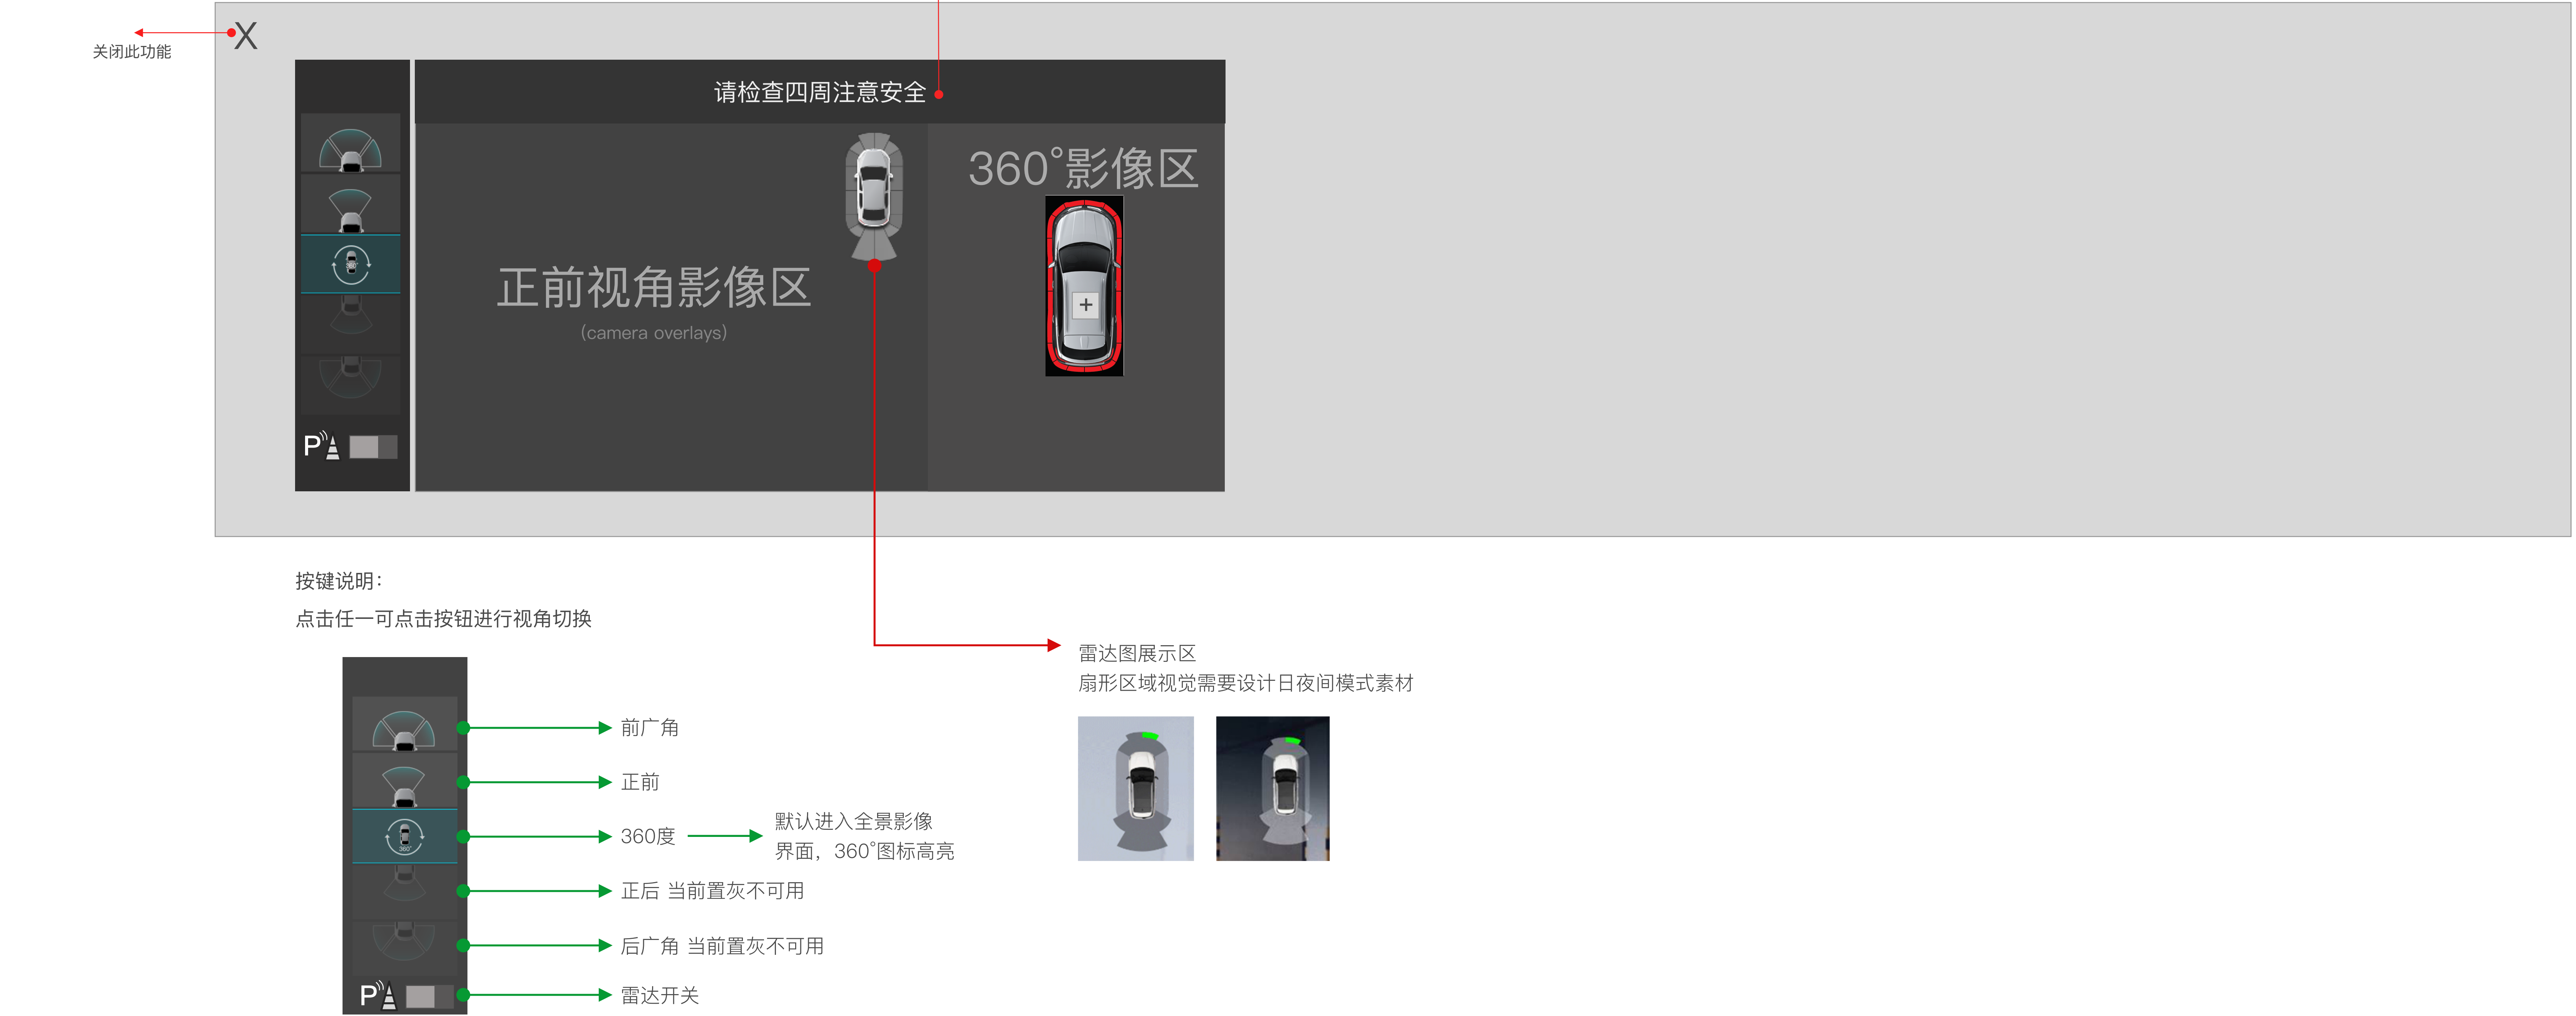 X
关闭此功能
请检查四周注意安全
360°影像区
正前视角影像区
(camera overlays)
360°
+
P
按键说明：
点击任一可点击按钮进行视角切换
雷达图展示区
扇形区域视觉需要设计日夜间模式素材
前广角
正前
360度
默认进入全景影像
界面，360°图标高亮
360°
正后 当前置灰不可用
后广角 当前置灰不可用
P
雷达开关